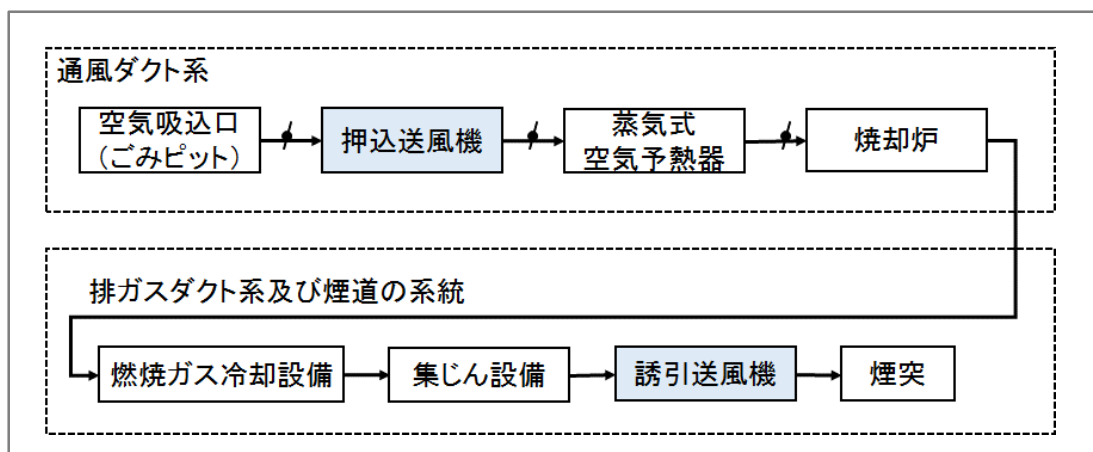 通風ダクト系
空気吸込口
（ごみピット）
押込送風機
蒸気式
空気予熱器
焼却炉
排ガスダクト系及び煙道の系統
燃焼ガス冷却設備
集じん設備
誘引送風機
煙突